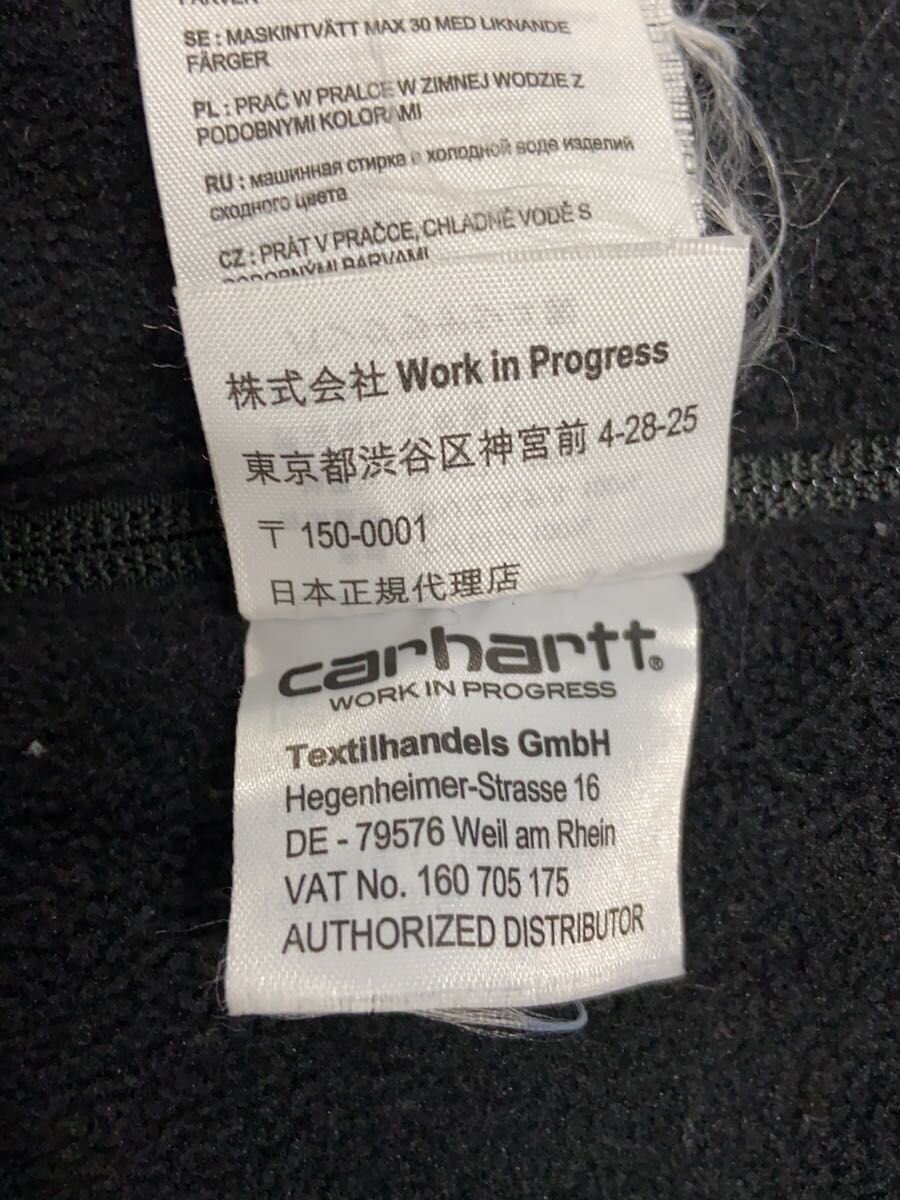 SE : MASKINTVÄTT MAX 30 MED LIKNANDE
FÄRGER
PL : PRAĆ W PRALCE W ZIMNEJ WODZIE Z
PODOBNYMI KOLORAMI
RU : машинная стирка в холодной воде изделий
сходного цвета
CZ : PRÁT V PRAČCE, CHLADNÉ VODĚ S
PODOBNÝMI BARVAMI
株式会社 Work in Progress
東京都渋谷区神宮前 4-28-25
〒 150-0001
日本正規代理店
carhartt®
WORK IN PROGRESS
Textilhandels GmbH
Hegenheimer-Strasse 16
DE - 79576 Weil am Rhein
VAT No. 160 705 175
AUTHORIZED DISTRIBUTOR